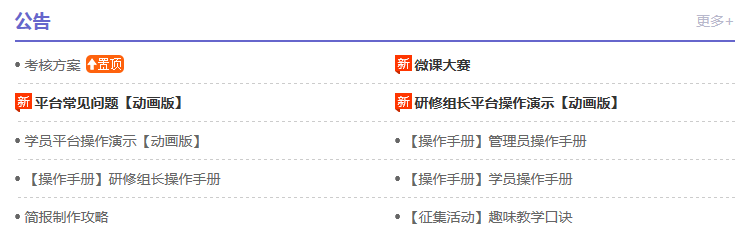 公告
更多+
考核方案 置顶
新 微课大赛
新 平台常见问题【动画版】
新 研修组长平台操作演示【动画版】
学员平台操作演示【动画版】
【操作手册】管理员操作手册
【操作手册】研修组长操作手册
【操作手册】学员操作手册
简报制作攻略
【征集活动】趣味教学口诀